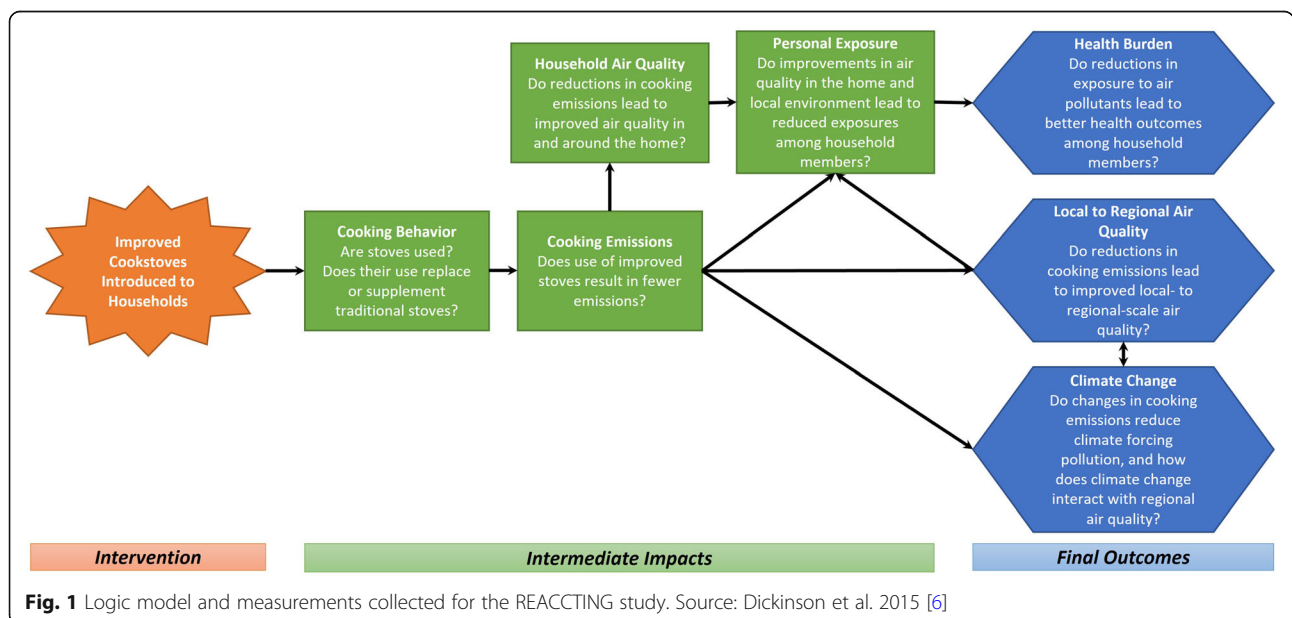 Improved
Cookstoves
Introduced to
Households
Cooking Behavior
Are stoves used?
Does their use replace
or supplement
traditional stoves?
Cooking Emissions
Does use of improved
stoves result in fewer
emissions?
Household Air Quality
Do reductions in cooking
emissions lead to
improved air quality in
and around the home?
Personal Exposure
Do improvements in air
quality in the home and
local environment lead to
reduced exposures
among household
members?
Health Burden
Do reductions in
exposure to air
pollutants lead to
better health outcomes
among household
members?
Local to Regional Air
Quality
Do reductions in
cooking emissions lead
to improved local- to
regional-scale air
quality?
Climate Change
Do changes in cooking
emissions reduce
climate forcing
pollution, and how
does climate change
interact with regional
air quality?
Intervention
Intermediate Impacts
Final Outcomes
Fig. 1 Logic model and measurements collected for the REACCTING study. Source: Dickinson et al. 2015 [6]